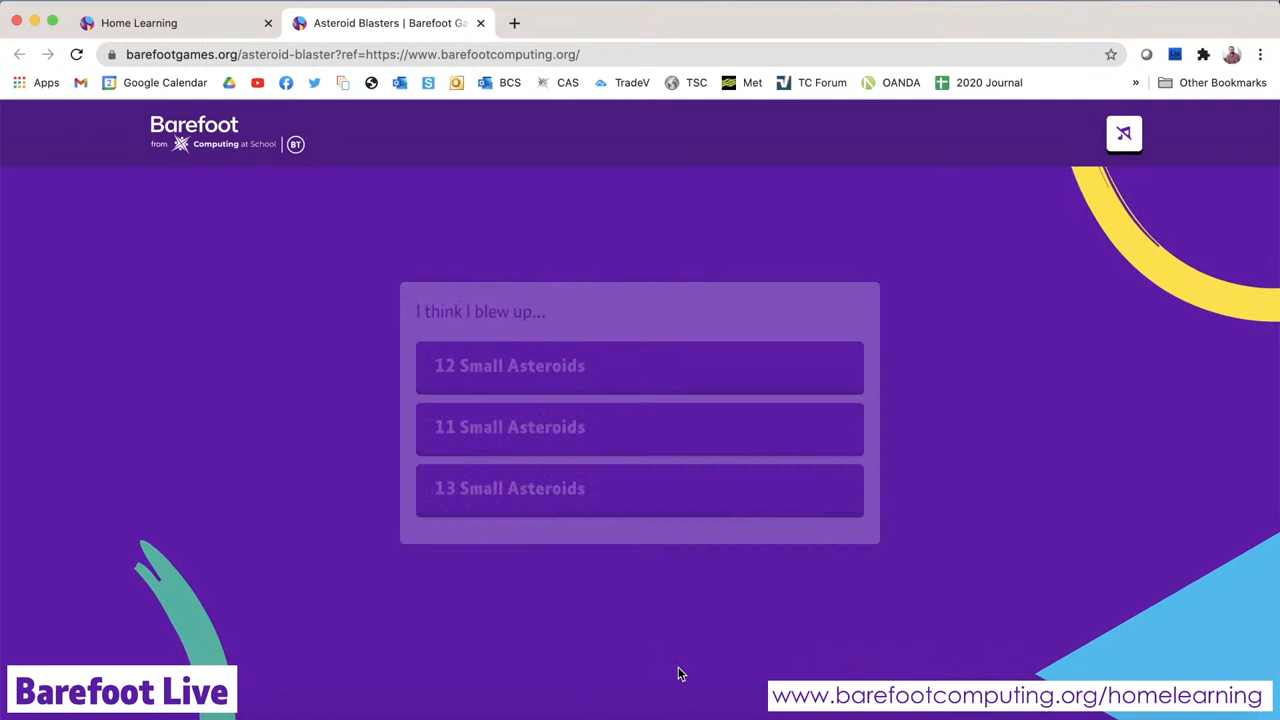 Home Learning
Asteroid Blasters | Barefoot Ga
barefootgames.org/asteroid-blaster?ref=https://www.barefootcomputing.org/
Apps Google Calendar BCS CAS TradeV TSC Met TC Forum OANDA 2020 Journal » Other Bookmarks
Barefoot
from Computing at School | BT
I think I blew up...
12 Small Asteroids
11 Small Asteroids
13 Small Asteroids
Barefoot Live
www.barefootcomputing.org/homelearning